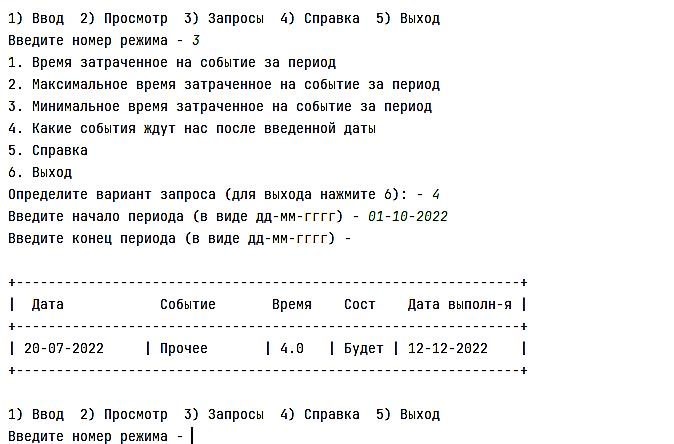 1) Ввод  2) Просмотр  3) Запросы  4) Справка  5) Выход
Введите номер режима - 3
1. Время затраченное на событие за период
2. Максимальное время затраченное на событие за период
3. Минимальное время затраченное на событие за период
4. Какие события ждут нас после введенной даты
5. Справка
6. Выход
Определите вариант запроса (для выхода нажмите 6): - 4
Введите начало периода (в виде дд-мм-гггг) - 01-10-2022
Введите конец периода (в виде дд-мм-гггг) -
+---------------------------------------------------------------+
|  Дата            Событие       Время    Сост    Дата выполн-я |
+---------------------------------------------------------------+
| 20-07-2022     | Прочее       | 4.0   | Будет | 12-12-2022    |
+---------------------------------------------------------------+
1) Ввод  2) Просмотр  3) Запросы  4) Справка  5) Выход
Введите номер режима -